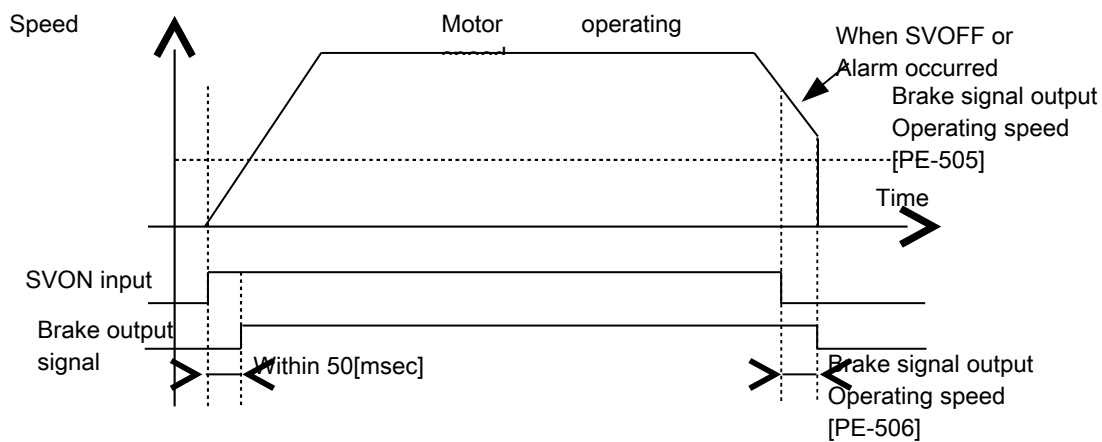 Speed
Motor operating
When SVOFF or
Alarm occurred
Brake signal output
Operating speed
[PE-505]
Time
SVON input
Brake output
signal
Within 50[msec]
Brake signal output
Operating speed
[PE-506]